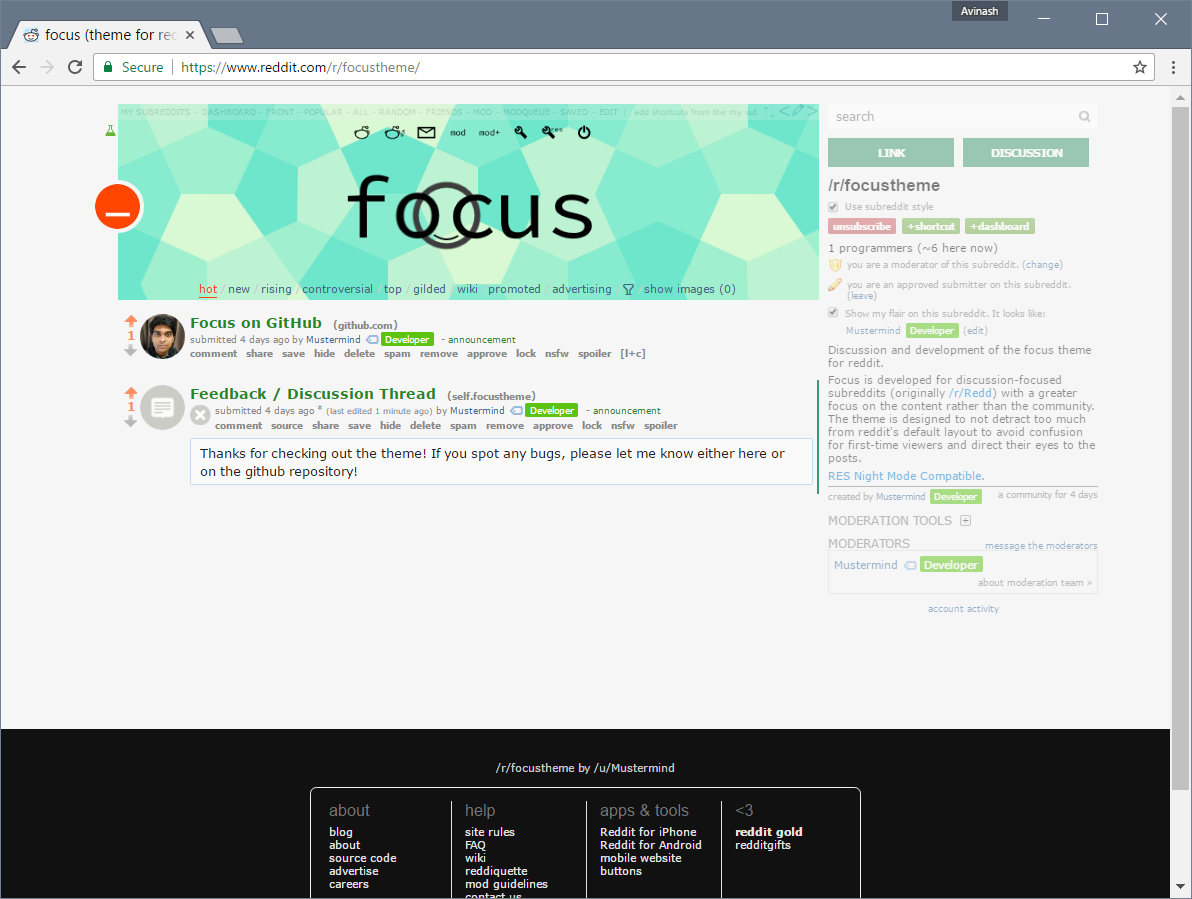 Avinash
focus (theme for red
Secure
https://www.reddit.com/r/focustheme/
MY SUBREDDITS - DASHBOARD - FRONT - POPULAR - ALL - RANDOM - FRIENDS - MOD - MODQUEUE - SAVED - EDIT | add shortcuts from the my sub
mod mod+
focus
hot / new / rising / controversial / top / gilded / wiki promoted / advertising show images (0)
1 Focus on GitHub (github.com)
submitted 4 days ago by Mustermind Developer - announcement
comment share save hide delete spam remove approve lock nsfw spoiler [l+c]
1 Feedback / Discussion Thread (self.focustheme)
submitted 4 days ago * (last edited 1 minute ago) by Mustermind Developer - announcement
comment source share save hide delete spam remove approve lock nsfw spoiler
Thanks for checking out the theme! If you spot any bugs, please let me know either here or
on the github repository!
search
LINK DISCUSSION
/r/focustheme
Use subreddit style
unsubscribe +shortcut +dashboard
1 programmers (~6 here now)
you are a moderator of this subreddit. (change)
you are an approved submitter on this subreddit.
(leave)
Show my flair on this subreddit. It looks like:
Mustermind Developer (edit)
Discussion and development of the focus theme
for reddit.
Focus is developed for discussion-focused
subreddits (originally /r/Redd) with a greater
focus on the content rather than the community.
The theme is designed to not detract too much
from reddit's default layout to avoid confusion
for first-time viewers and direct their eyes to the
posts.
RES Night Mode Compatible.
created by Mustermind Developer a community for 4 days
MODERATION TOOLS +
MODERATORS message the moderators
Mustermind Developer
about moderation team »
account activity
/r/focustheme by /u/Mustermind
about
blog
about
source code
advertise
careers
help
site rules
FAQ
wiki
reddiquette
mod guidelines
contact us
apps & tools
Reddit for iPhone
Reddit for Android
mobile website
buttons
<3
reddit gold
redditgifts